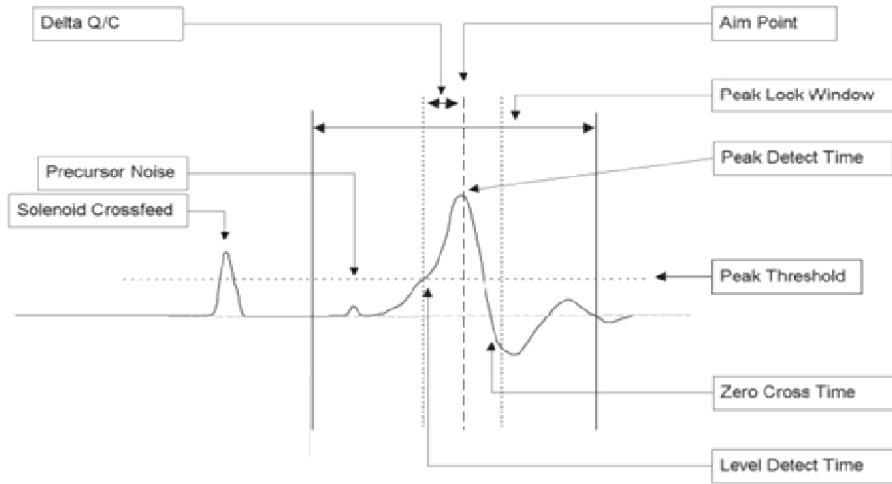 Delta Q/C
Aim Point
Peak Look Window
Peak Detect Time
Precursor Noise
Solenoid Crossfeed
Peak Threshold
Zero Cross Time
Level Detect Time